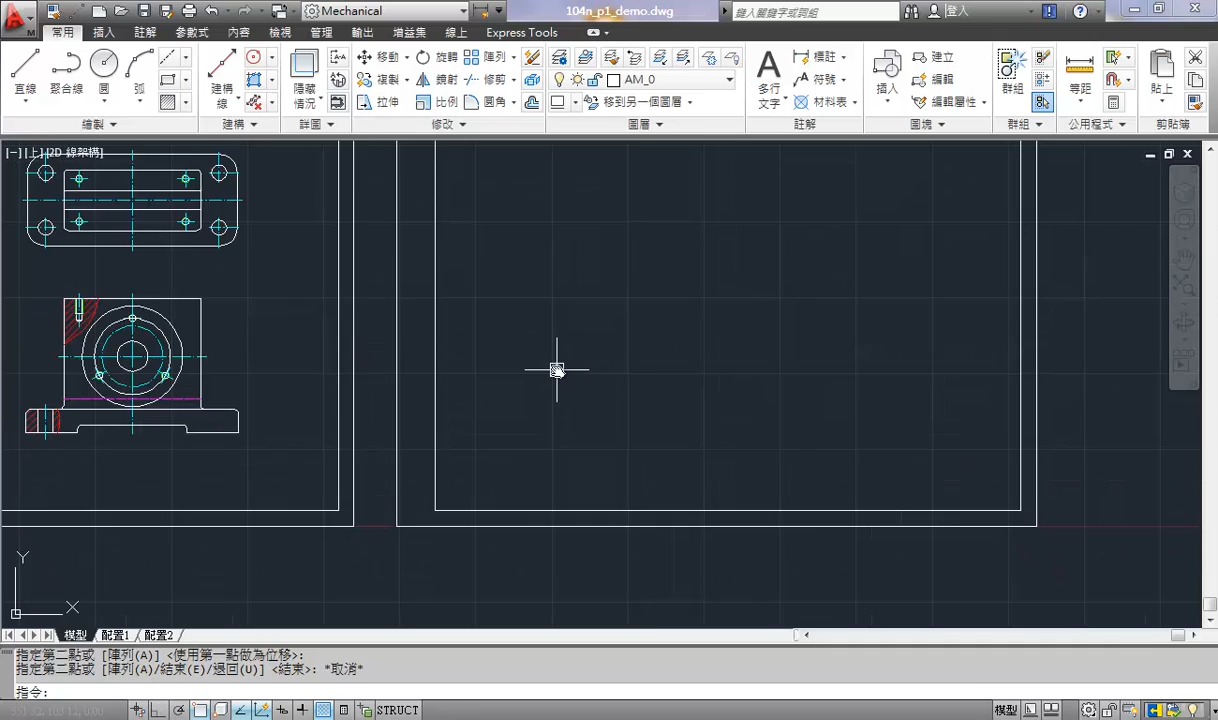 Mechanical
104n_p1_demo.dwg
鍵入關鍵字或詞組
登入
常用 插入 註解 參數式 內容 檢視 管理 輸出 增益集 線上 Express Tools
直線 聚合線 圓 弧
建構線
隱藏情況
移動 旋轉 陣列
複製 鏡射 修剪
拉伸 比例 圓角
AM_0
移到另一個圖層
多行文字
標註
符號
材料表
插入
建立
編輯
編輯屬性
群組
等距
貼上
繪製 建構 詳圖 修改 圖層 註解 圖塊 群組 公用程式 剪貼簿
[−] [上] [2D 線架構]
Y
X
模型 配置1 配置2
指定第二點或 [陣列(A)] <使用第一點做為位移>:
指定第二點或 [陣列(A)/結束(E)/退回(U)] <結束>: *取消*
指令:
STRUCT
模型